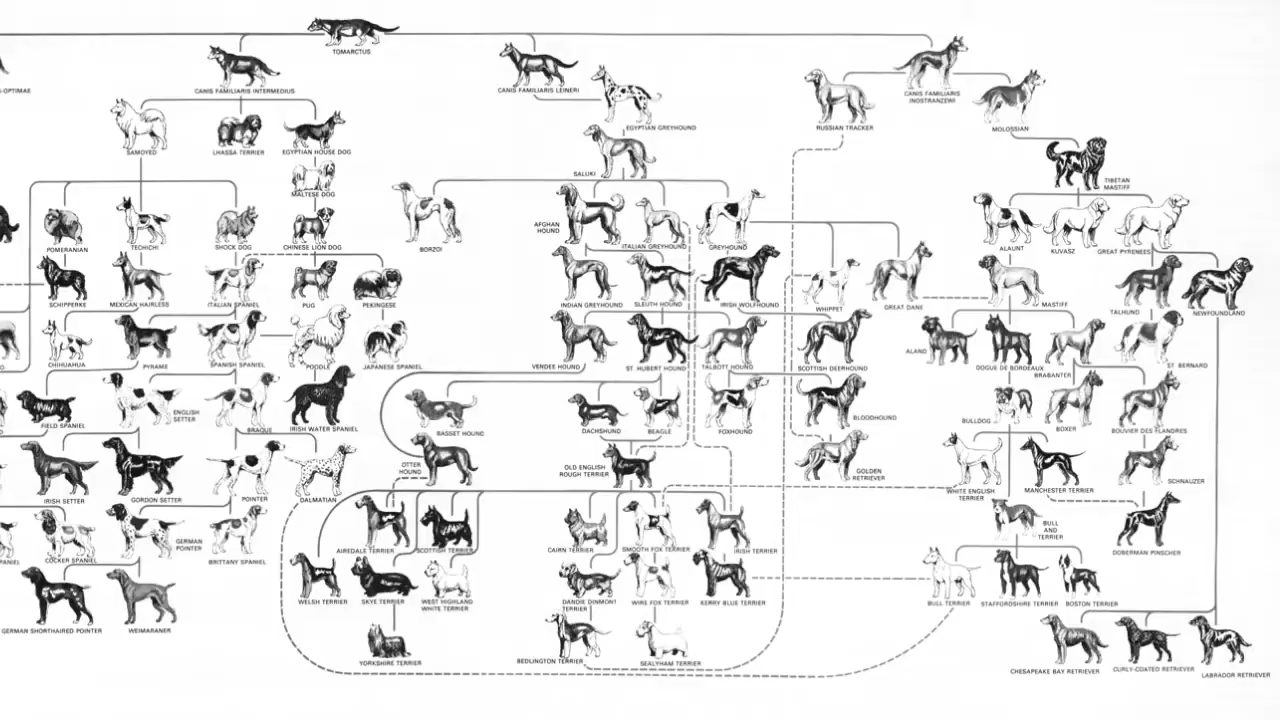 TOMARCTUS
-OPTIMAE
CANIS FAMILIARIS INTERMEDIUS
CANIS FAMILIARIS LEINERI
CANIS FAMILIARIS
INOSTRANZEWI
EGYPTIAN GREYHOUND
RUSSIAN TRACKER
MOLOSSIAN
SAMOYED
LHASSA TERRIER
EGYPTIAN HOUSE DOG
SALUKI
TIBETAN
MASTIFF
MALTESE DOG
POMERANIAN
TECHICHI
SHOCK DOG
CHINESE LION DOG
BORZOI
AFGHAN
HOUND
ITALIAN GREYHOUND
GREYHOUND
ALAUNT
KUVASZ
GREAT PYRENEES
SCHIPPERKE
MEXICAN HAIRLESS
ITALIAN SPANIEL
PUG
PEKINGESE
INDIAN GREYHOUND
SLEUTH HOUND
IRISH WOLFHOUND
WHIPPET
GREAT DANE
MASTIFF
TALHUND
NEWFOUNDLAND
CHIHUAHUA
PYRAME
SPANISH SPANIEL
POODLE
JAPANESE SPANIEL
VERDEE HOUND
ST. HUBERT HOUND
TALBOTT HOUND
SCOTTISH DEERHOUND
ALAND
DOGUE DE BORDEAUX
BRABANTER
ST BERNARD
FIELD SPANIEL
ENGLISH
SETTER
BRAQUE
IRISH WATER SPANIEL
BASSET HOUND
DACHSHUND
BEAGLE
FOXHOUND
BLOODHOUND
BULLDOG
BOXER
BOUVIER DES FLANDRES
IRISH SETTER
GORDON SETTER
POINTER
DALMATIAN
OTTER
HOUND
OLD ENGLISH
ROUGH TERRIER
GOLDEN
RETRIEVER
WHITE ENGLISH
TERRIER
MANCHESTER TERRIER
SCHNAUZER
PANIEL
COCKER SPANIEL
GERMAN
POINTER
BRITTANY SPANIEL
AIREDALE TERRIER
SCOTTISH TERRIER
CAIRN TERRIER
SMOOTH FOX TERRIER
IRISH TERRIER
BULL
AND
TERRIER
DOBERMAN PINSCHER
WELSH TERRIER
SKYE TERRIER
WEST HIGHLAND
WHITE TERRIER
DANDIE DINMONT
TERRIER
WIRE FOX TERRIER
KERRY BLUE TERRIER
BULL TERRIER
STAFFORDSHIRE TERRIER
BOSTON TERRIER
GERMAN SHORTHAIRED POINTER
WEIMARANER
YORKSHIRE TERRIER
BEDLINGTON TERRIER
SEALYHAM TERRIER
CHESAPEAKE BAY RETRIEVER
CURLY-COATED RETRIEVER
LABRADOR RETRIEVER